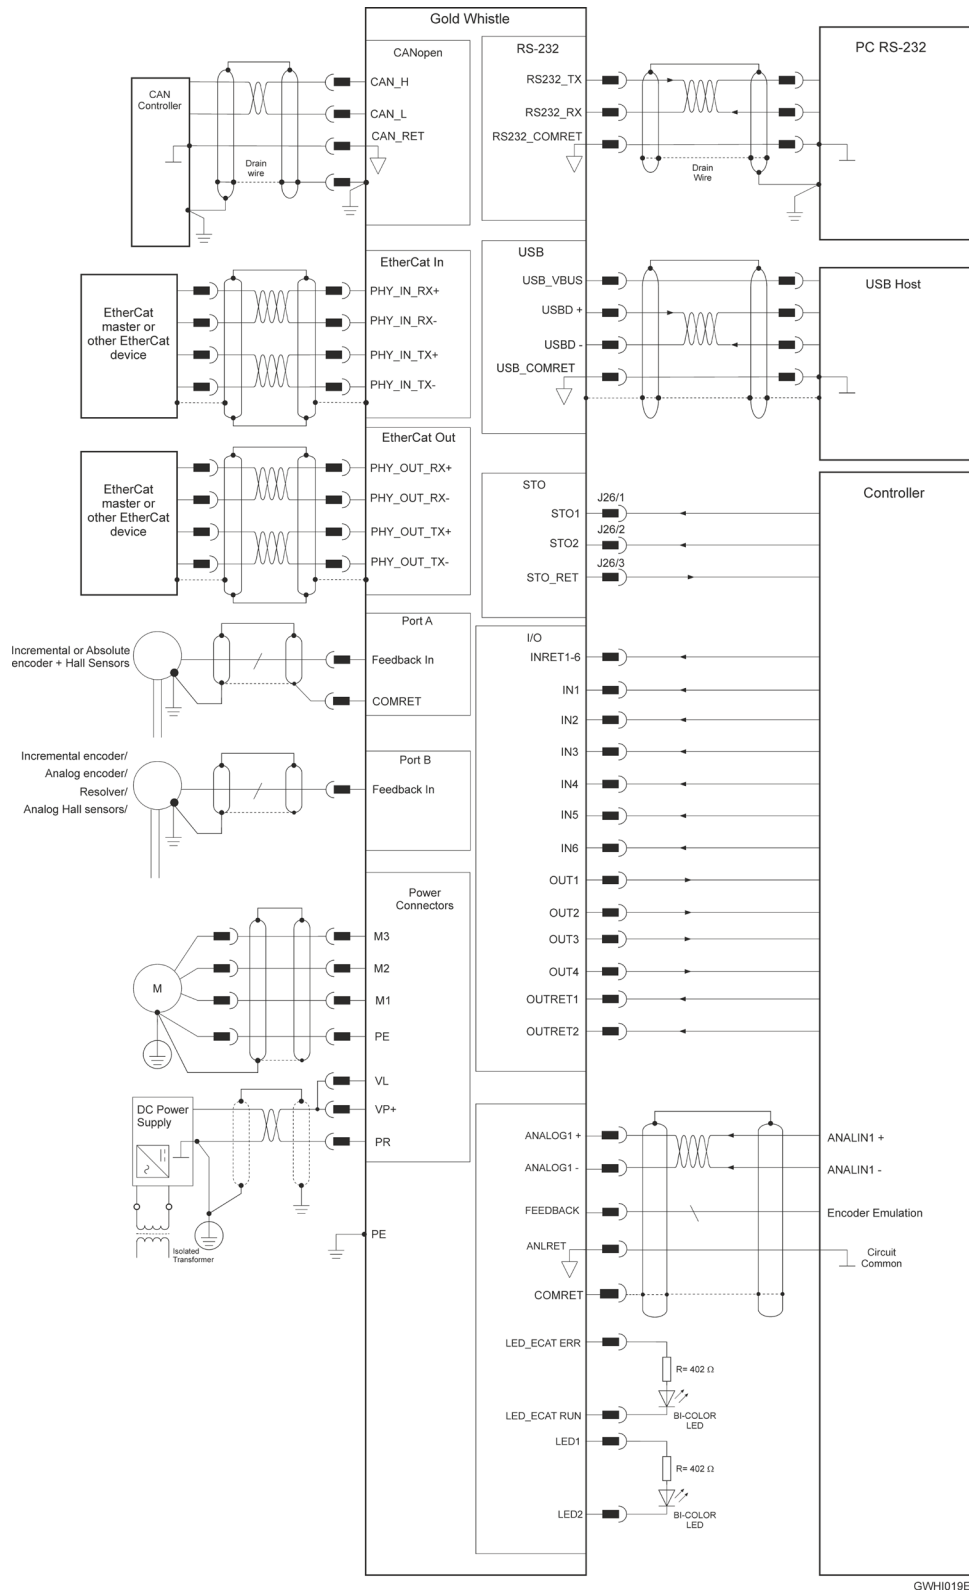 Gold Whistle
CANopen
CAN_H
CAN_L
CAN_RET
CAN
Controller
Drain
wire
EtherCat In
PHY_IN_RX+
PHY_IN_RX-
PHY_IN_TX+
PHY_IN_TX-
EtherCat
master or
other EtherCat
device
EtherCat Out
PHY_OUT_RX+
PHY_OUT_RX-
PHY_OUT_TX+
PHY_OUT_TX-
EtherCat
master or
other EtherCat
device
Port A
Feedback In
COMRET
Incremental or Absolute
encoder + Hall Sensors
Port B
Feedback In
Incremental encoder/
Analog encoder/
Resolver/
Analog Hall sensors/
Power
Connectors
M3
M2
M1
PE
M
VL
VP+
PR
DC Power
Supply
Isolated
Transformer
PE
RS-232
RS232_TX
RS232_RX
RS232_COMRET
Drain
Wire
PC RS-232
USB
USB_VBUS
USBD +
USBD -
USB_COMRET
USB Host
STO
STO1
J26/1
STO2
J26/2
STO_RET
J26/3
Controller
I/O
INRET1-6
IN1
IN2
IN3
IN4
IN5
IN6
OUT1
OUT2
OUT3
OUT4
OUTRET1
OUTRET2
ANALOG1 +
ANALOG1 -
FEEDBACK
ANLRET
COMRET
ANALIN1 +
ANALIN1 -
Encoder Emulation
Circuit
Common
LED_ECAT ERR
R= 402 Ω
LED_ECAT RUN
BI-COLOR
LED
LED1
R= 402 Ω
LED2
BI-COLOR
LED
GWHI019E